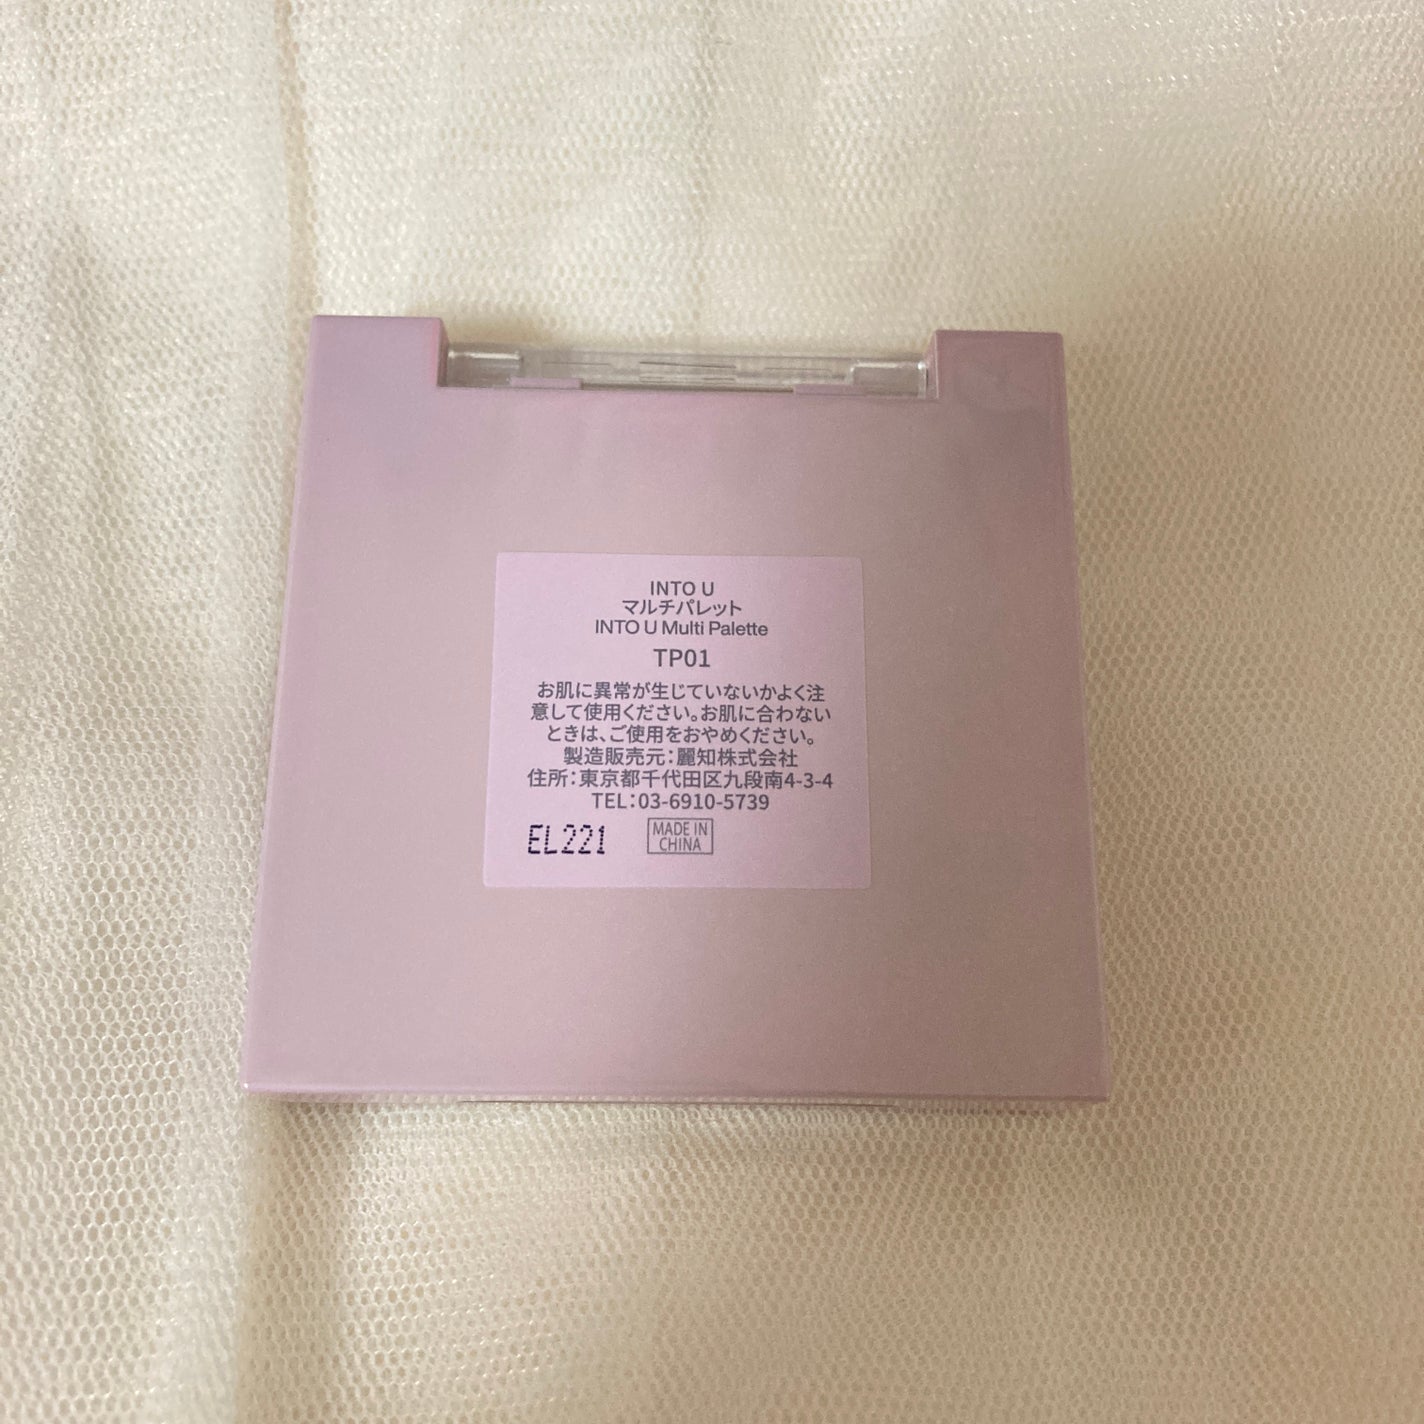 INTO U
マルチパレット
INTO U Multi Palette
TP01
お肌に異常が生じていないかよく注
意して使用ください。お肌に合わない
ときは、ご使用をおやめください。
製造販売元：麗知株式会社
住所：東京都千代田区九段南4-3-4
TEL：03-6910-5739
EL221
MADE IN
CHINA